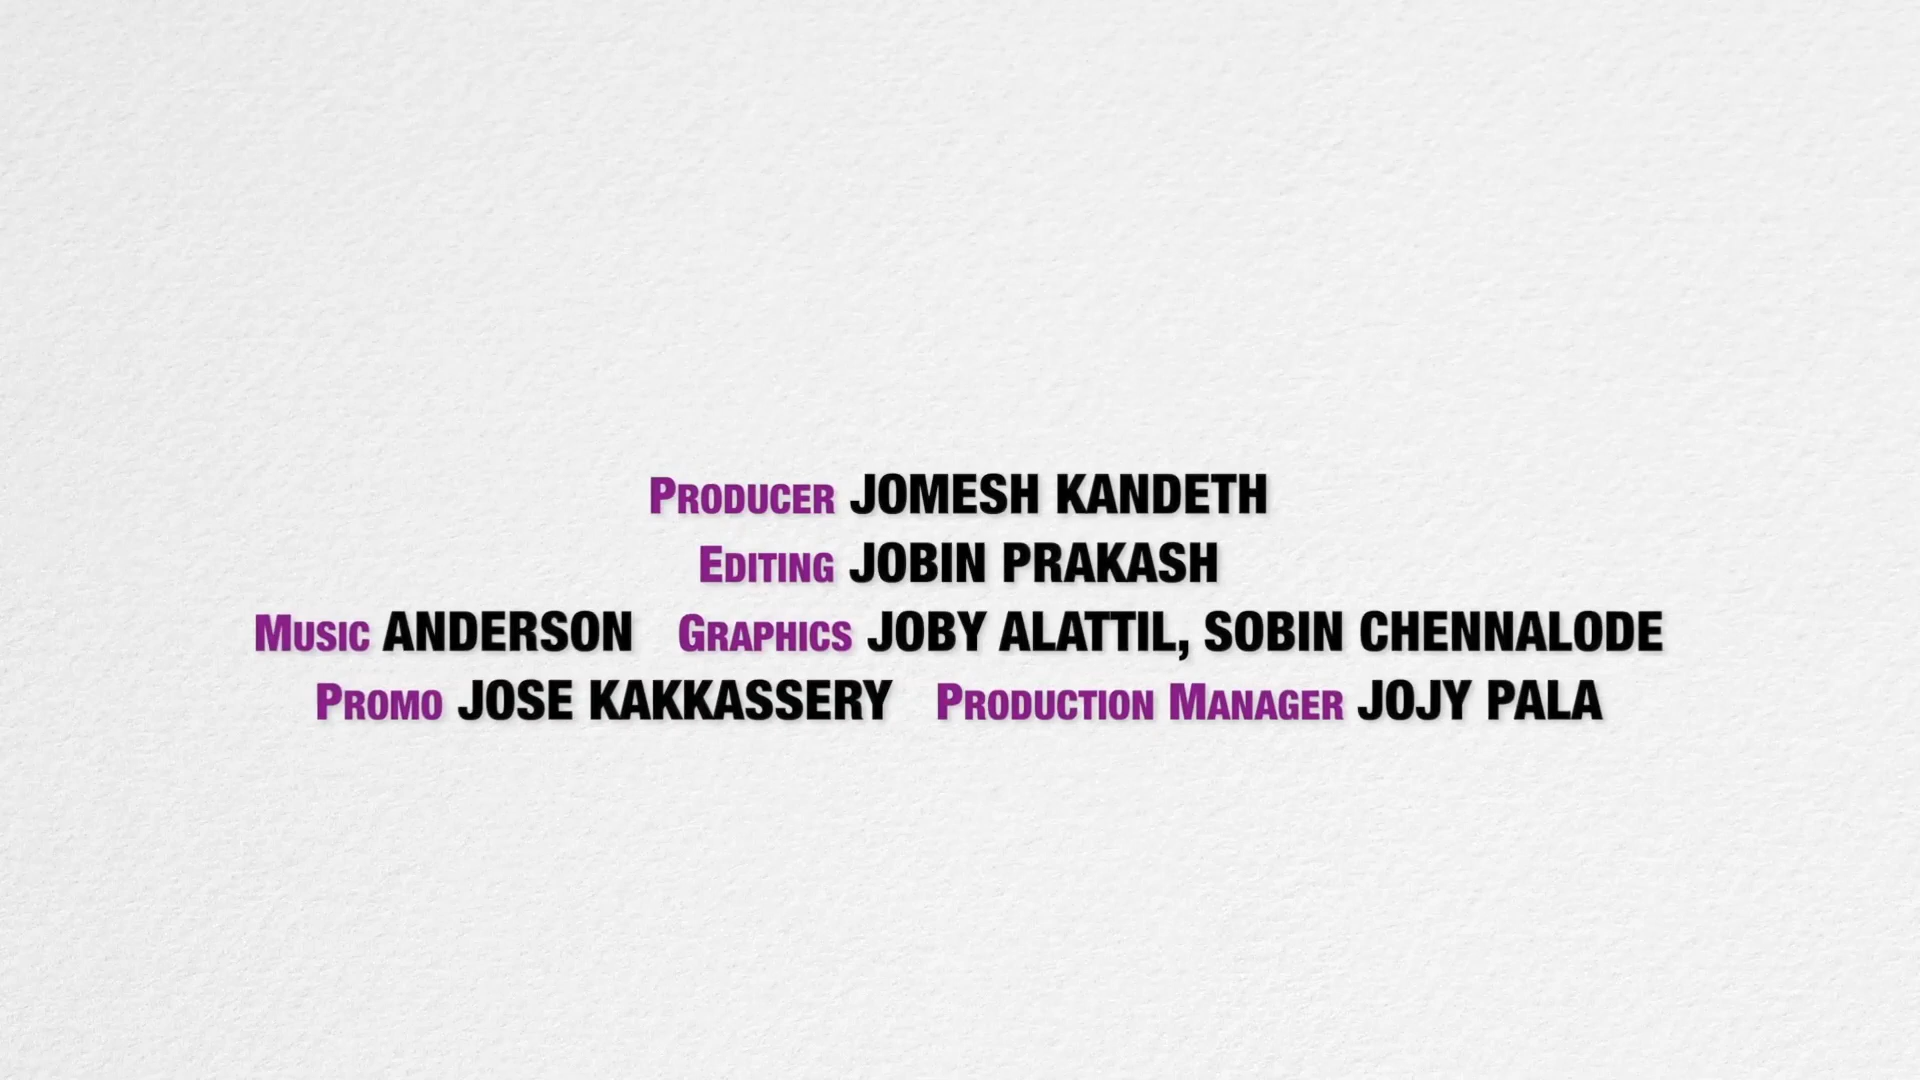 Producer JOMESH KANDETH
Editing JOBIN PRAKASH
Music ANDERSON Graphics JOBY ALATTIL, SOBIN CHENNALODE
Promo JOSE KAKKASSERY Production Manager JOJY PALA